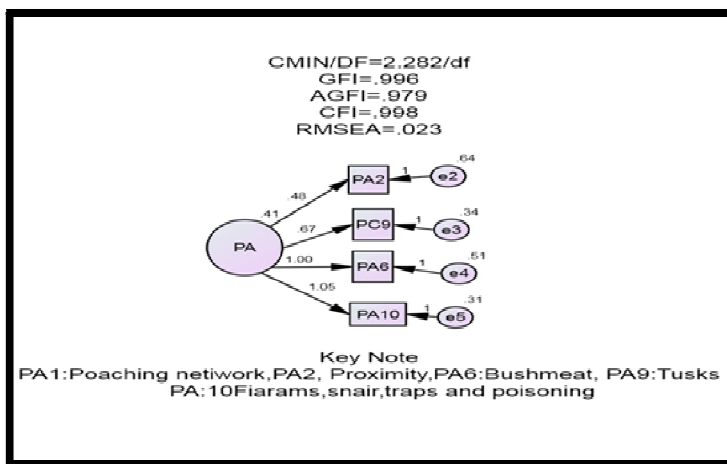 CMIN/DF=2.282/df
GFI=.996
AGFI=.979
CFI=.998
RMSEA=.023
.64
PA2
1
e2
.48
.41
.34
PC9
1
e3
.67
PA
.51
1.00
PA6
1
e4
1.05
.31
PA10
1
e5
Key Note
PA1:Poaching netiwork,PA2, Proximity,PA6:Bushmeat, PA9:Tusks
PA:10Fiarams,snair,traps and poisoning